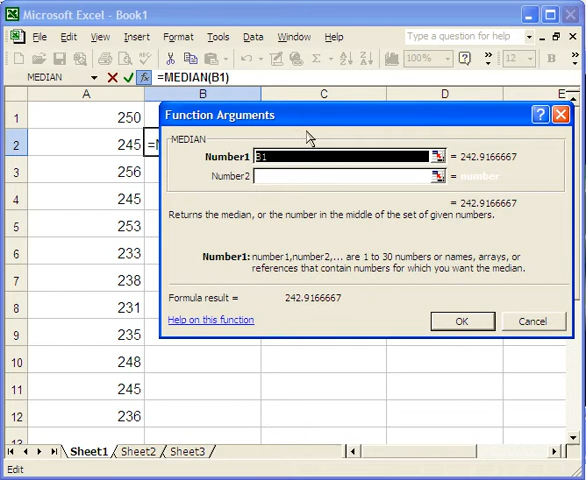 Microsoft Excel - Book1
File Edit View Insert Format Tools Data Window Help Type a question for help
100% 12 B
MEDIAN =MEDIAN(B1)
A B C D E
1 250
2 245 =M
3 256
4 245
5 253
6 233
7 238
8 231
9 235
10 248
11 245
12 236
13
Function Arguments
MEDIAN
Number1 B1 = 242.9166667
Number2 = number
= 242.9166667
Returns the median, or the number in the middle of the set of given numbers.
Number1: number1,number2,... are 1 to 30 numbers or names, arrays, or
references that contain numbers for which you want the median.
Formula result = 242.9166667
Help on this function OK Cancel
Sheet1 Sheet2 Sheet3
Edit